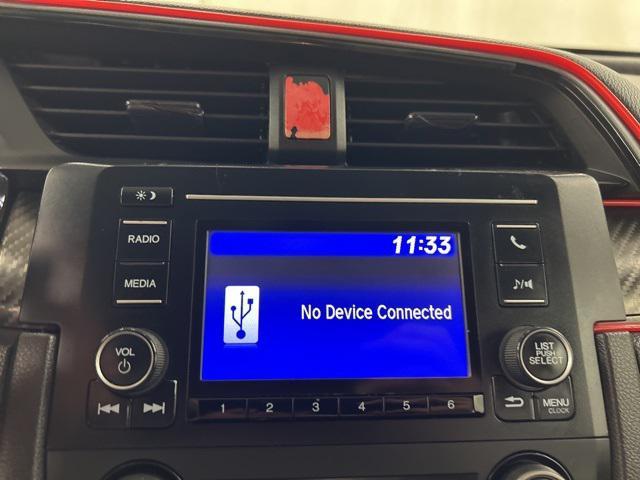 RADIO
MEDIA
11:33
No Device Connected
VOL
LIST
PUSH
SELECT
1 2 3 4 5 6
MENU
CLOCK